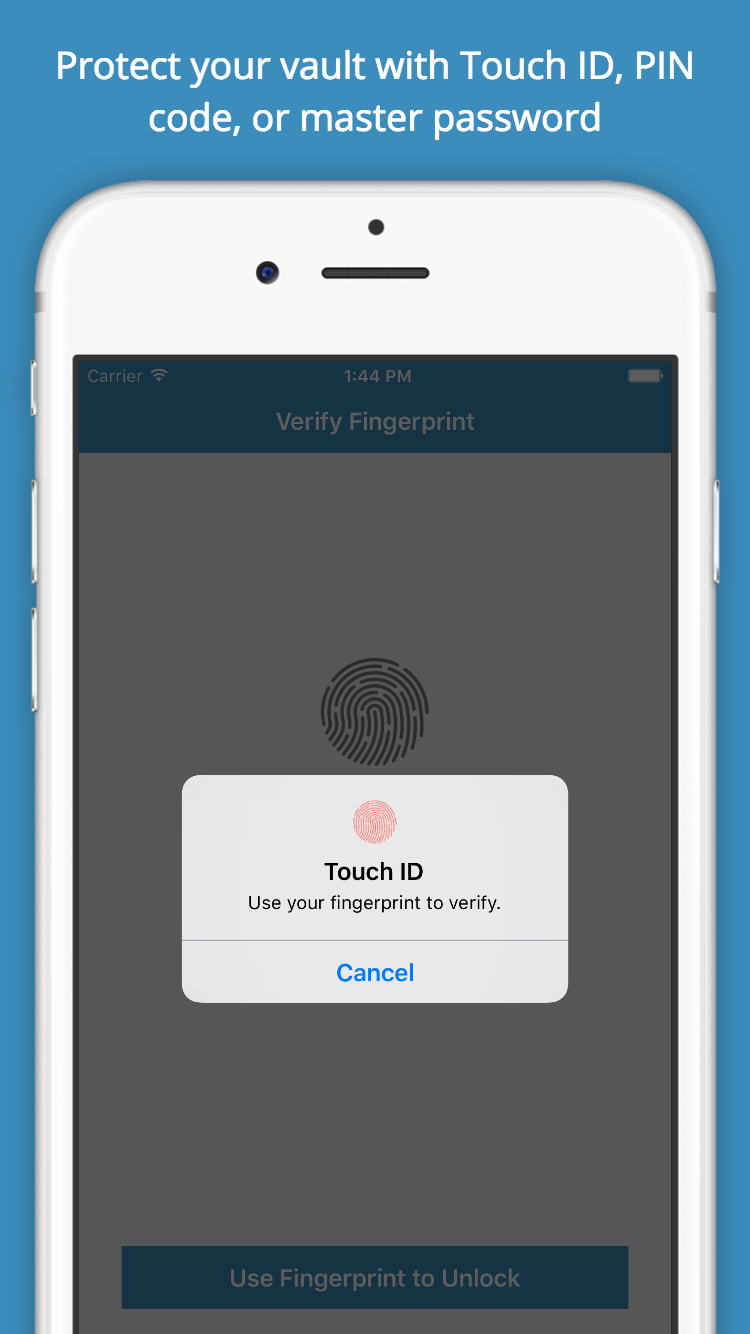 Protect your vault with Touch ID, PIN
code, or master password
Carrier 1:44 PM
Verify Fingerprint
Touch ID
Use your fingerprint to verify.
Cancel
Use Fingerprint to Unlock